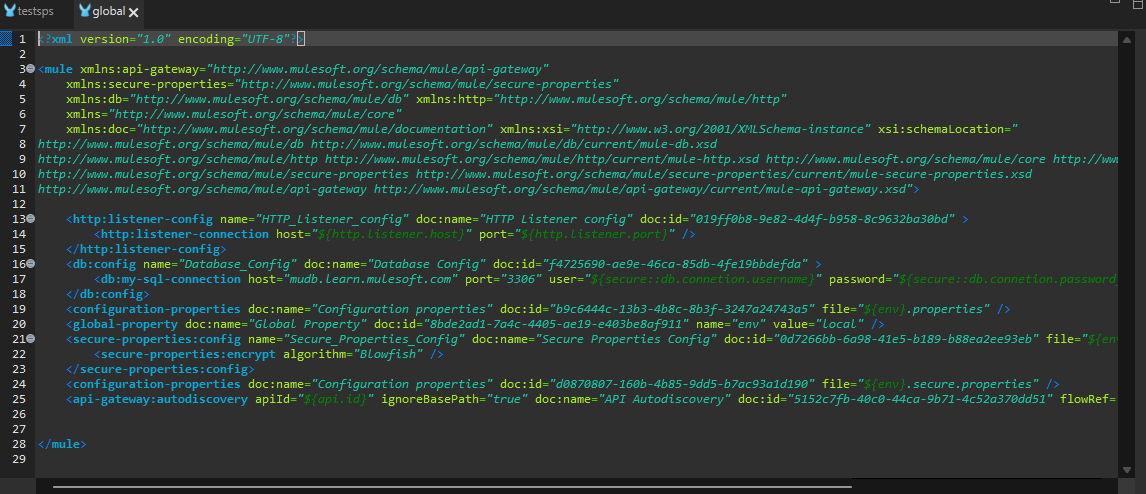 testsps
global
1 <?xml version="1.0" encoding="UTF-8"?>
2
3 <mule xmlns:api-gateway="http://www.mulesoft.org/schema/mule/api-gateway"
4 xmlns:secure-properties="http://www.mulesoft.org/schema/mule/secure-properties"
5 xmlns:db="http://www.mulesoft.org/schema/mule/db" xmlns:http="http://www.mulesoft.org/schema/mule/http"
6 xmlns="http://www.mulesoft.org/schema/mule/core"
7 xmlns:doc="http://www.mulesoft.org/schema/mule/documentation" xmlns:xsi="http://www.w3.org/2001/XMLSchema-instance" xsi:schemaLocation="
8 http://www.mulesoft.org/schema/mule/db http://www.mulesoft.org/schema/mule/db/current/mule-db.xsd
9 http://www.mulesoft.org/schema/mule/http http://www.mulesoft.org/schema/mule/http/current/mule-http.xsd http://www.mulesoft.org/schema/mule/core http://ww
10 http://www.mulesoft.org/schema/mule/secure-properties http://www.mulesoft.org/schema/mule/secure-properties/current/mule-secure-properties.xsd
11 http://www.mulesoft.org/schema/mule/api-gateway http://www.mulesoft.org/schema/mule/api-gateway/current/mule-api-gateway.xsd">
12
13 <http:listener-config name="HTTP_Listener_config" doc:name="HTTP Listener config" doc:id="019ff0b8-9e82-4d4f-b958-8c9632ba30bd" >
14 <http:listener-connection host="${http.listener.host}" port="${http.listener.port}" />
15 </http:listener-config>
16 <db:config name="Database_Config" doc:name="Database Config" doc:id="f4725690-ae9e-46ca-85db-4fe19bbdefda" >
17 <db:my-sql-connection host="mudb.learn.mulesoft.com" port="3306" user="${secure::db.connetion.username}" password="${secure::db.connetion.password
18 </db:config>
19 <configuration-properties doc:name="Configuration properties" doc:id="b9c6444c-13b3-4b8c-8b3f-3247a24743a5" file="${env}.properties" />
20 <global-property doc:name="Global Property" doc:id="8bde2ad1-7a4c-4405-ae19-e403be8af911" name="env" value="local" />
21 <secure-properties:config name="Secure_Properties_Config" doc:name="Secure Properties Config" doc:id="0d7266bb-6a98-41e5-b189-b88ea2ee93eb" file="${en
22 <secure-properties:encrypt algorithm="Blowfish" />
23 </secure-properties:config>
24 <configuration-properties doc:name="Configuration properties" doc:id="d0870807-160b-4b85-9dd5-b7ac93a1d190" file="${env}.secure.properties" />
25 <api-gateway:autodiscovery apiId="${api.id}" ignoreBasePath="true" doc:name="API Autodiscovery" doc:id="5152c7fb-40c0-44ca-9b71-4c52a370dd51" flowRef=
26
27
28 </mule>
29